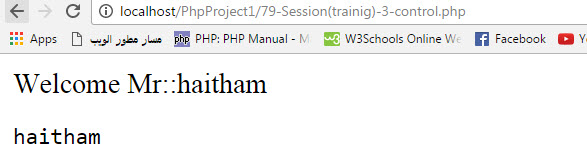 localhost/PhpProject1/79-Session(trainig)-3-control.php
Apps مسار مطور الويب php PHP: PHP Manual - M W3Schools Online We Facebook Y
Welcome Mr::haitham
haitham